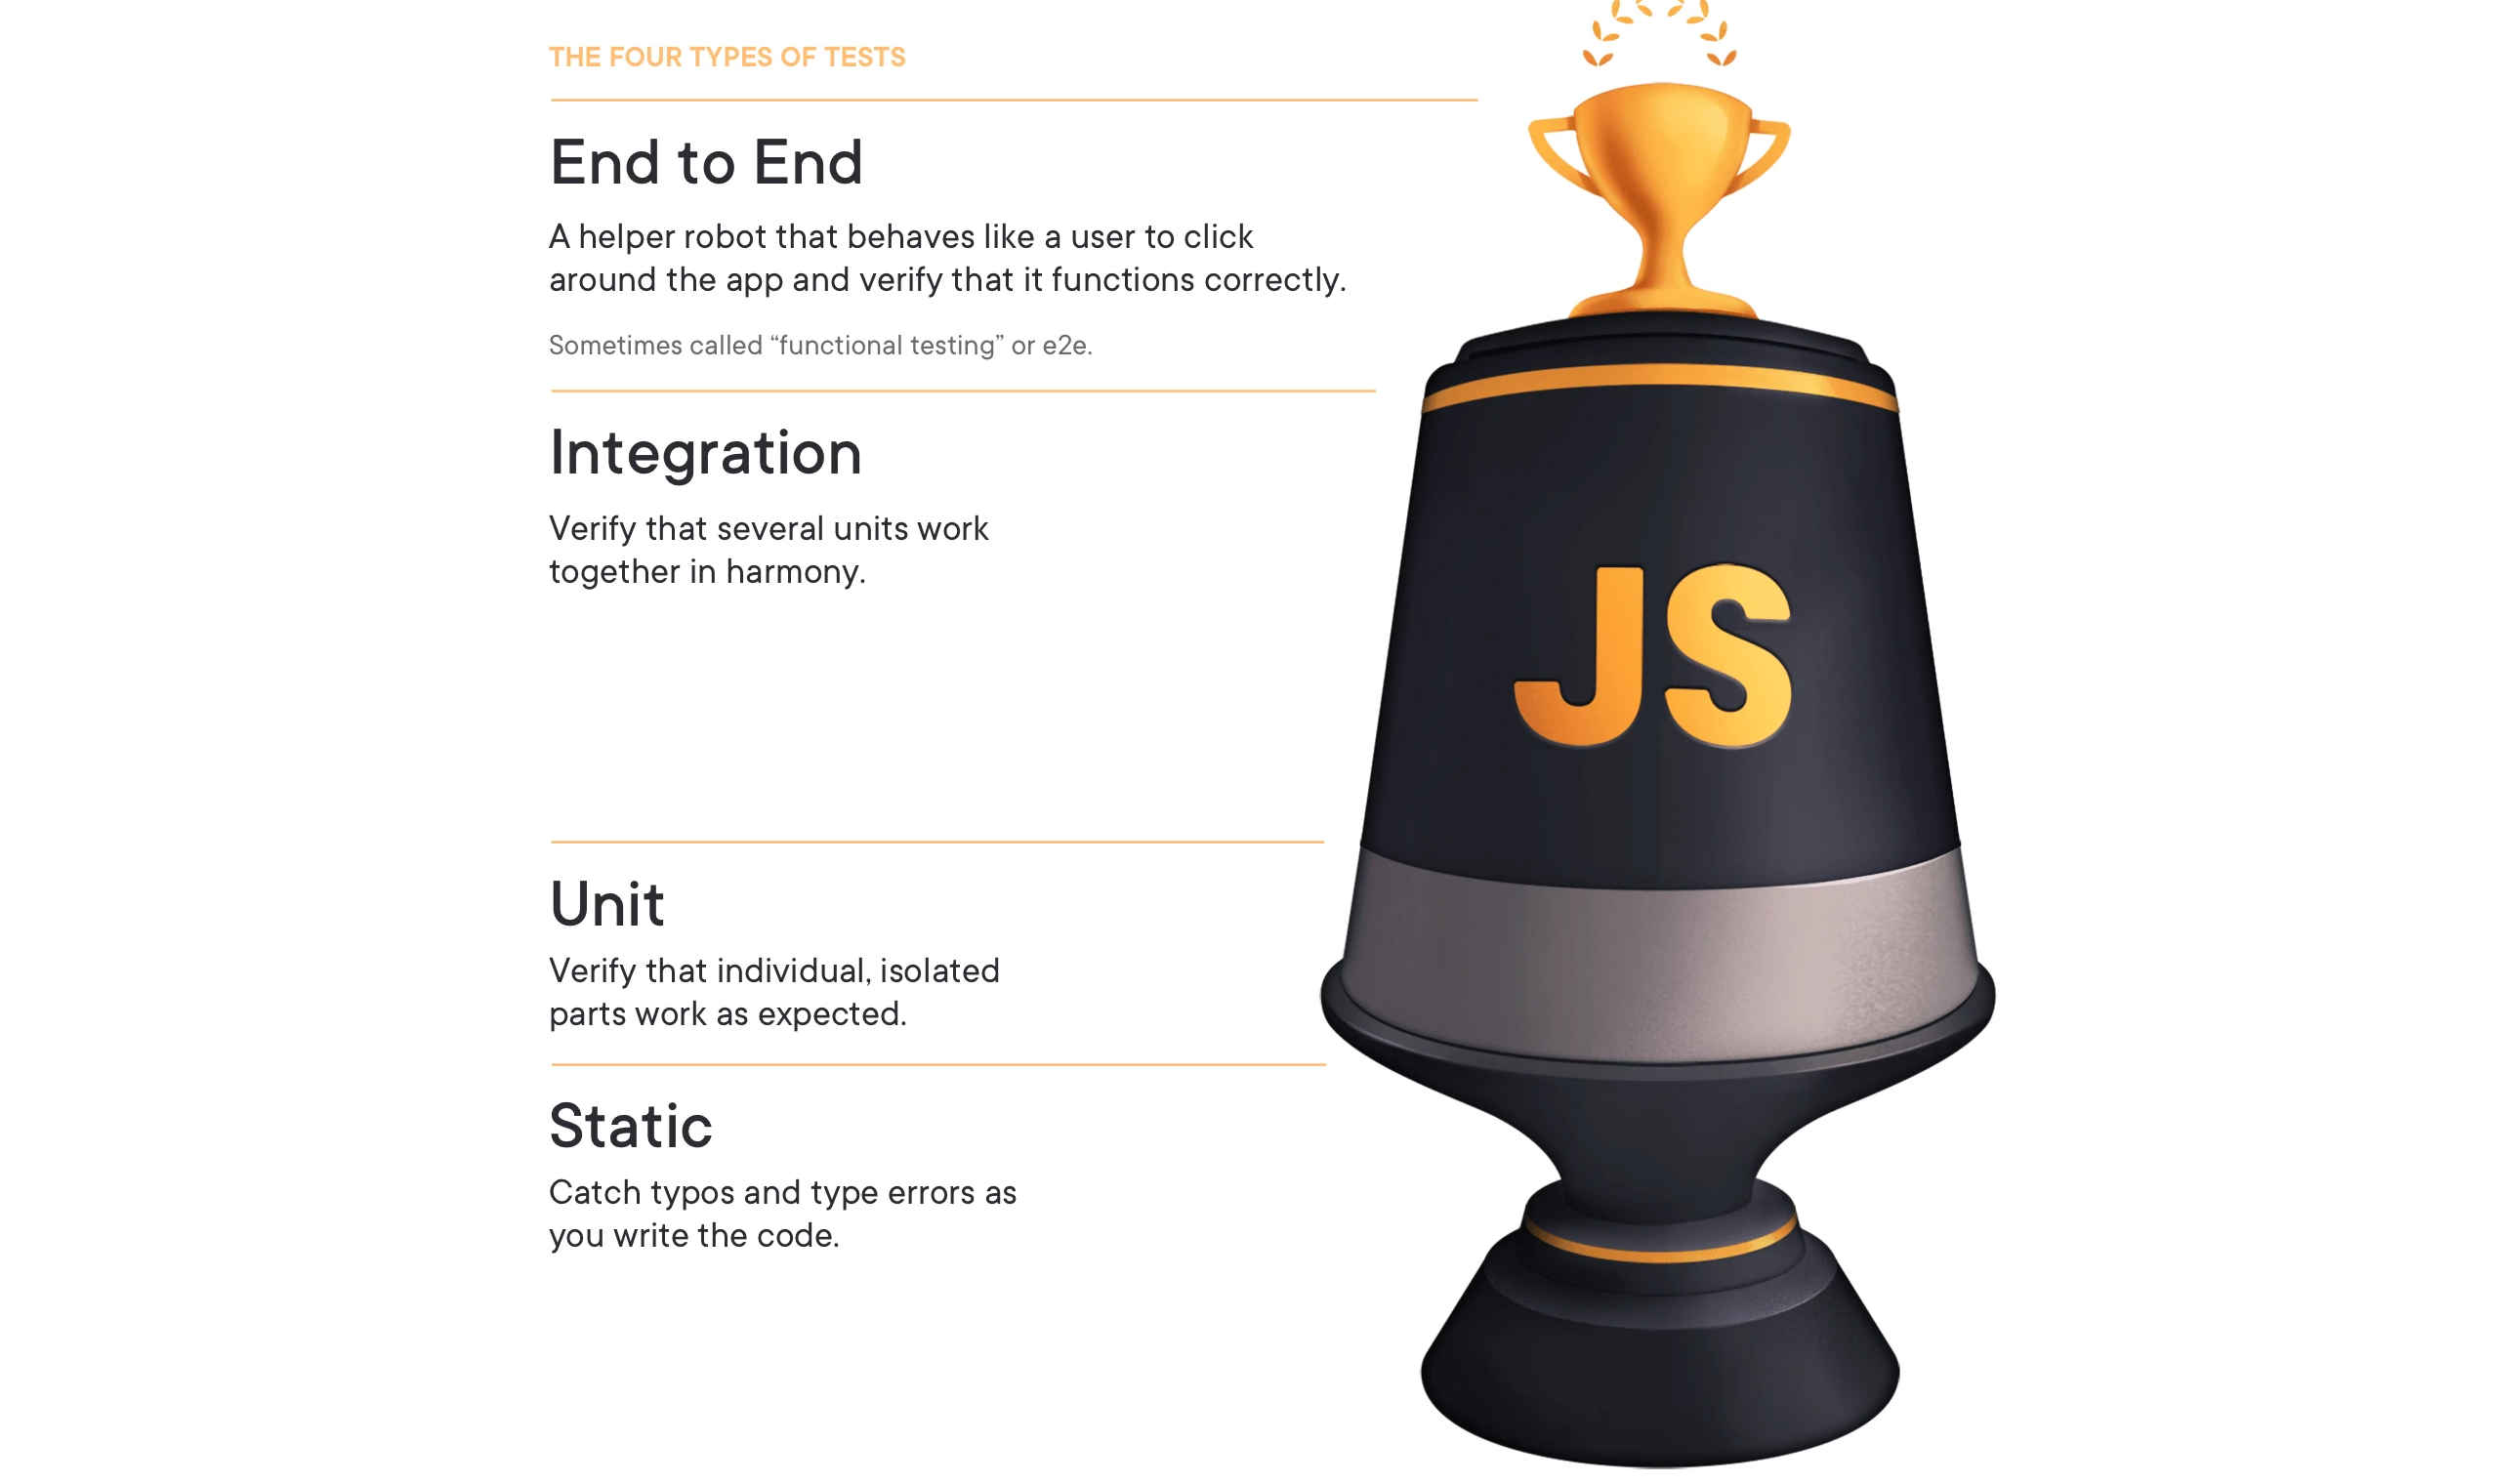 THE FOUR TYPES OF TESTS
End to End
A helper robot that behaves like a user to click
around the app and verify that it functions correctly.
Sometimes called “functional testing” or e2e.
Integration
Verify that several units work
together in harmony.
JS
Unit
Verify that individual, isolated
parts work as expected.
Static
Catch typos and type errors as
you write the code.